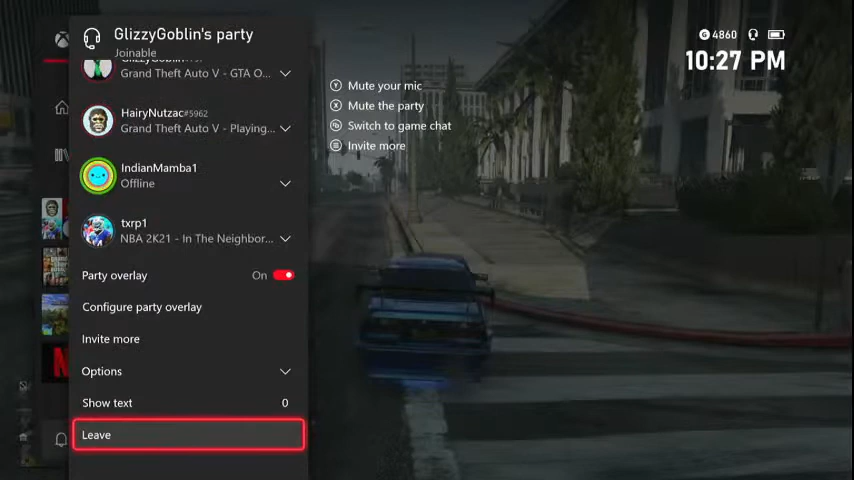 GlizzyGoblin's party
Joinable
Grand Theft Auto V - GTA O...
HairyNutzac#5962
Grand Theft Auto V - Playing...
IndianMamba1
Offline
txrp1
NBA 2K21 - In The Neighbor...
Party overlay On
Configure party overlay
Invite more
Options
Show text 0
Leave
Y Mute your mic
X Mute the party
Switch to game chat
Invite more
G 4860
10:27 PM